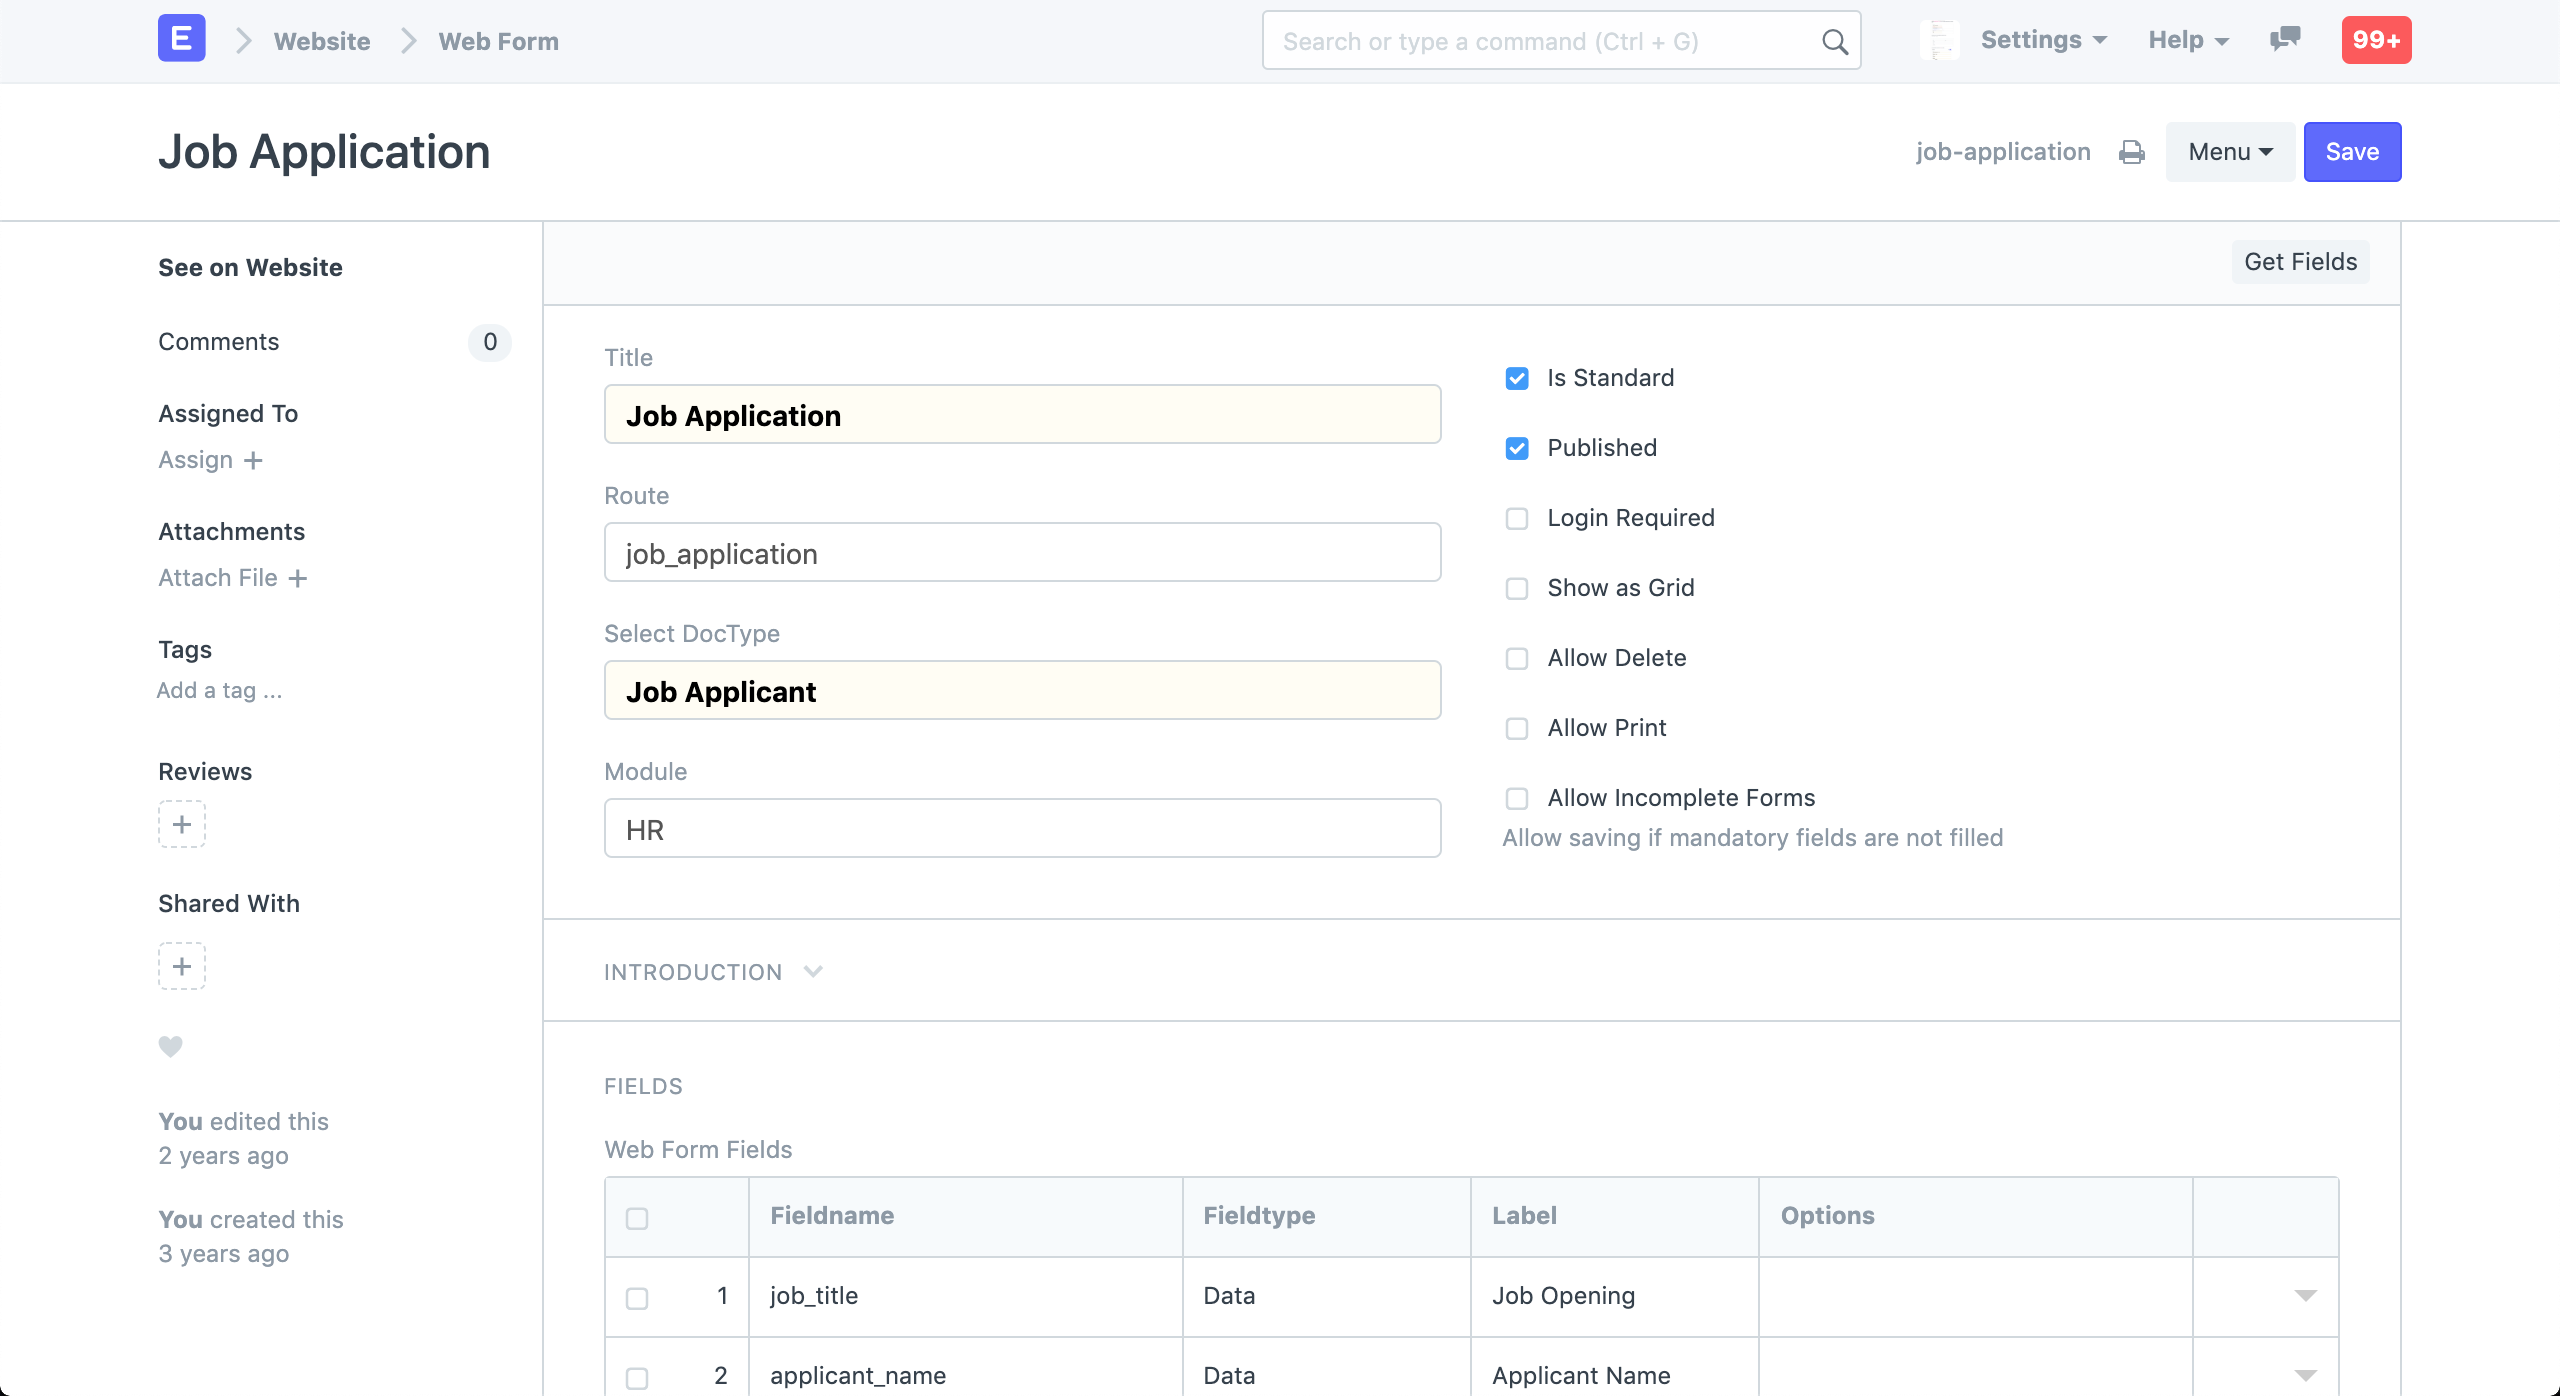 E Website Web Form Search or type a command (Ctrl + G) Settings Help 99+
Job Application job-application Menu Save
See on Website
Comments 0
Assigned To
Assign +
Attachments
Attach File +
Tags
Add a tag ...
Reviews
+
Shared With
+
You edited this
2 years ago
You created this
3 years ago
Get Fields
Title
Job Application
Route
job_application
Select DocType
Job Applicant
Module
HR
Is Standard
Published
Login Required
Show as Grid
Allow Delete
Allow Print
Allow Incomplete Forms
Allow saving if mandatory fields are not filled
INTRODUCTION
FIELDS
Web Form Fields
Fieldname Fieldtype Label Options
1 job_title Data Job Opening
2 applicant_name Data Applicant Name